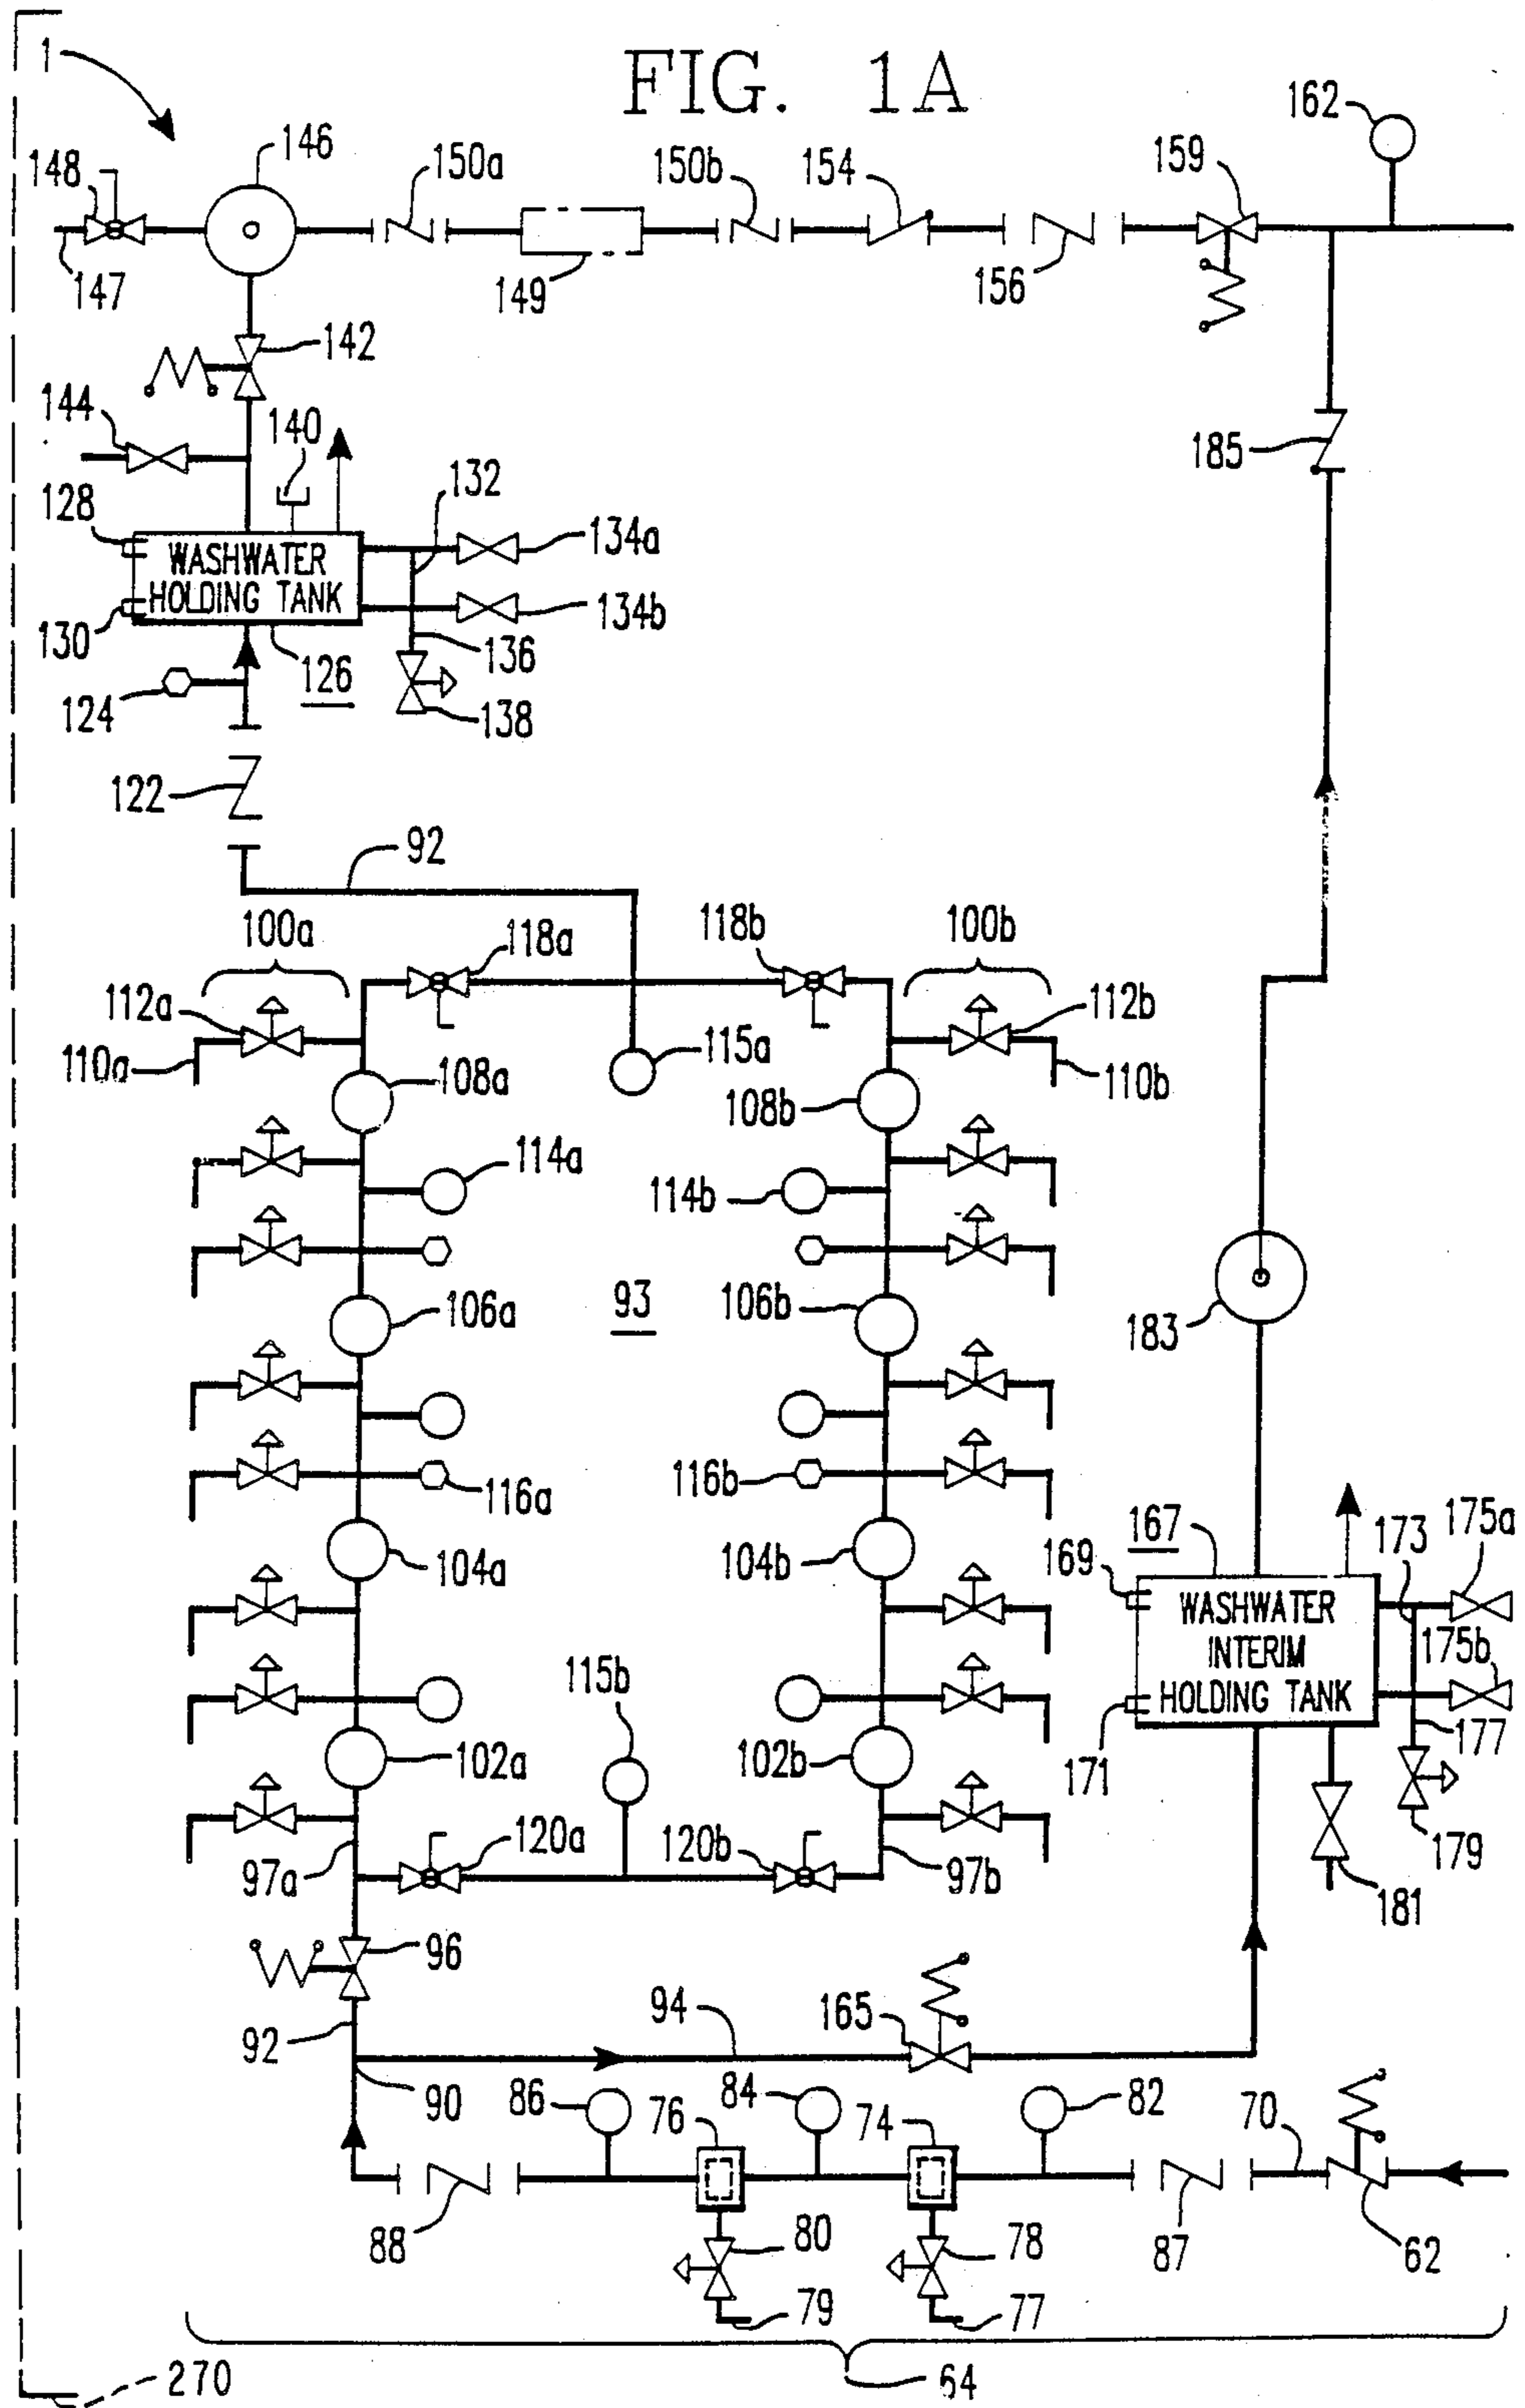 FIG. 1A
1
162
146
148
150a
150b
154
159
147
149
156
142
144
140
185
132
128
134a
WASHWATER
HOLDING TANK
134b
130
136
126
124
138
122
92
100a
118a
118b
100b
112a
112b
115a
110a
108a
110b
108b
114a
114b
106a
93
106b
183
116a
116b
104a
104b
167
173
175a
169
WASHWATER
INTERIM
HOLDING TANK
175b
115b
102a
102b
171
177
120a
120b
179
97a
97b
181
96
94
165
92
90
86
76
84
74
82
70
88
80
78
87
62
79
77
270
64